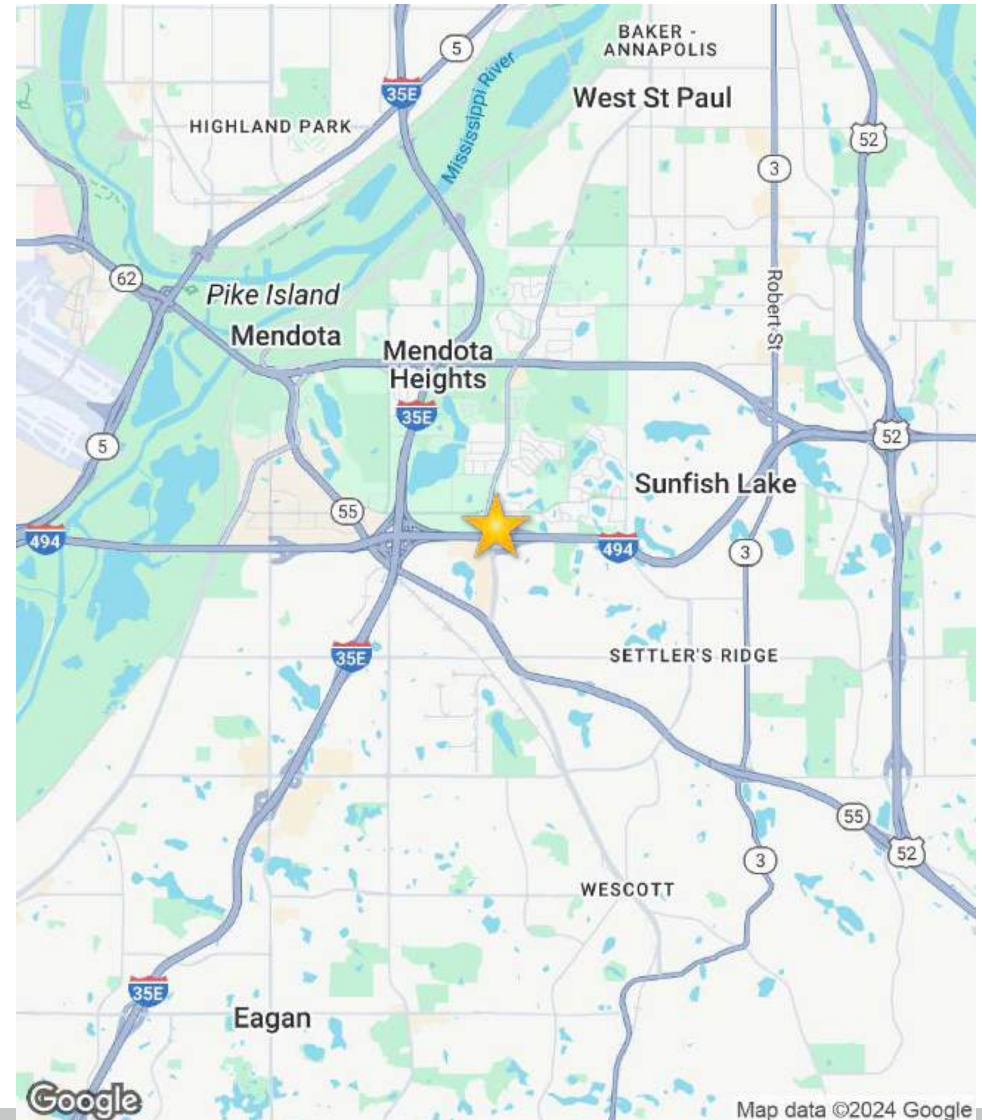 BAKER -
ANNAPOLIS
5
35E
Mississippi River
West St Paul
HIGHLAND PARK
52
3
62
Pike Island
Robert St
Mendota
Mendota
Heights
35E
5
52
Sunfish Lake
55
494
494
3
35E
SETTLER'S RIDGE
55
52
3
WESCOTT
35E
Eagan
Google
Map data ©2024 Google